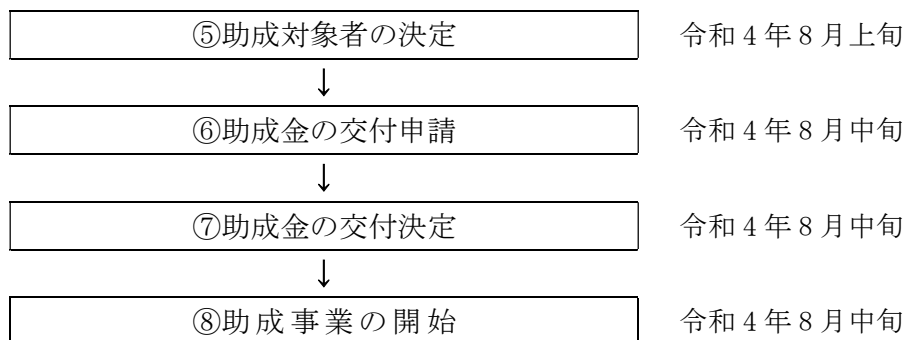 ⑤助成対象者の決定 令和4年8月上旬
↓
⑥助成金の交付申請 令和4年8月中旬
↓
⑦助成金の交付決定 令和4年8月中旬
↓
⑧助成事業の開始 令和4年8月中旬